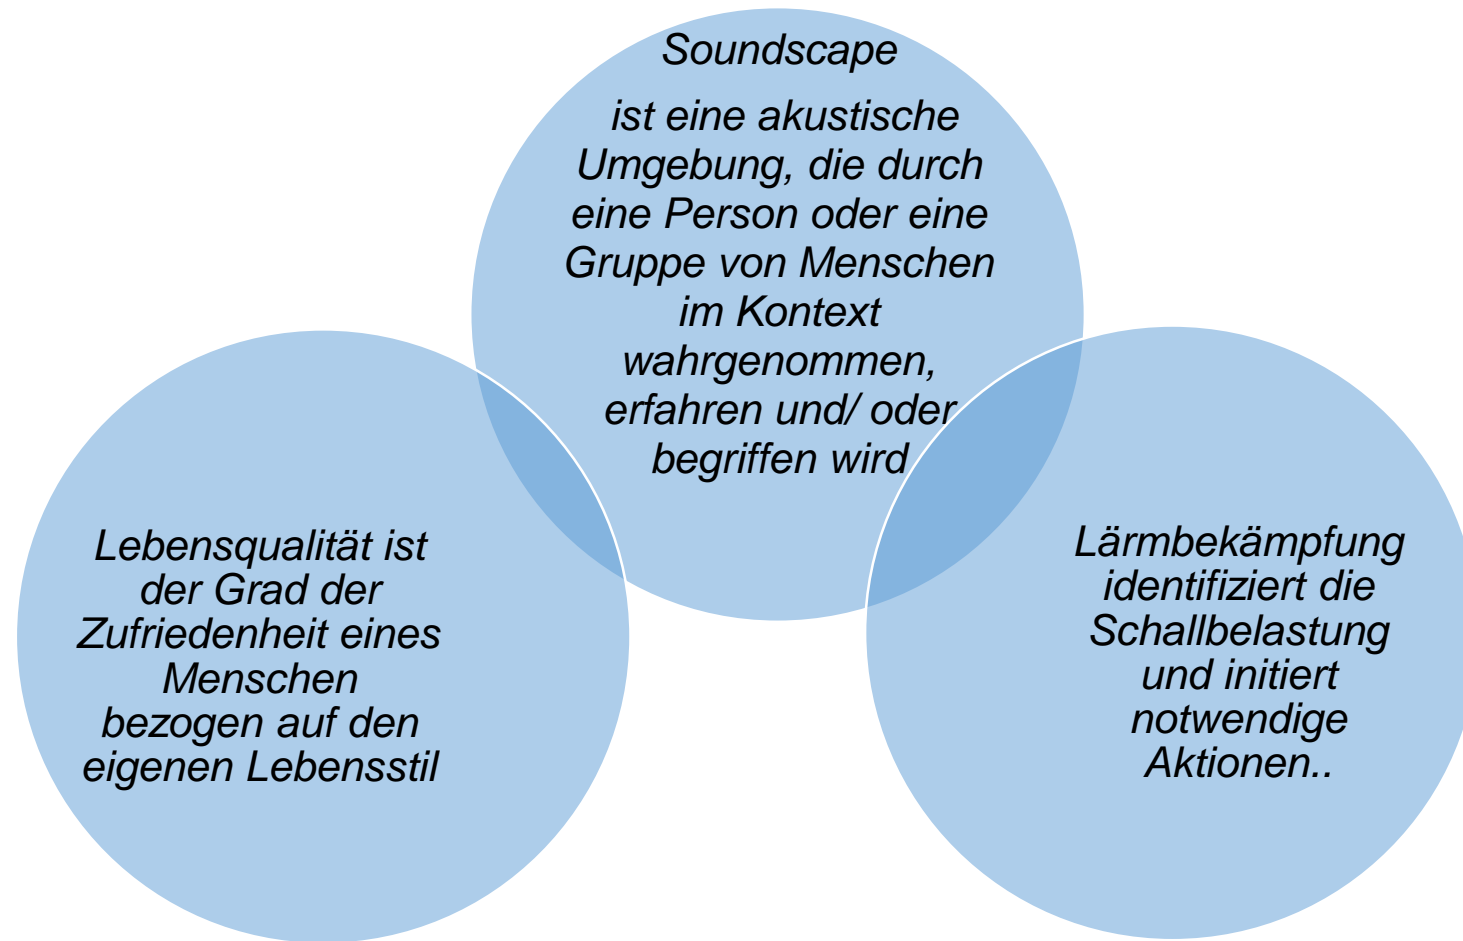 Soundscape
ist eine akustische
Umgebung, die durch
eine Person oder eine
Gruppe von Menschen
im Kontext
wahrgenommen,
erfahren und/ oder
begriffen wird
Lebensqualität ist
der Grad der
Zufriedenheit eines
Menschen
bezogen auf den
eigenen Lebensstil
Lärmbekämpfung
identifiziert die
Schallbelastung
und initiert
notwendige
Aktionen..